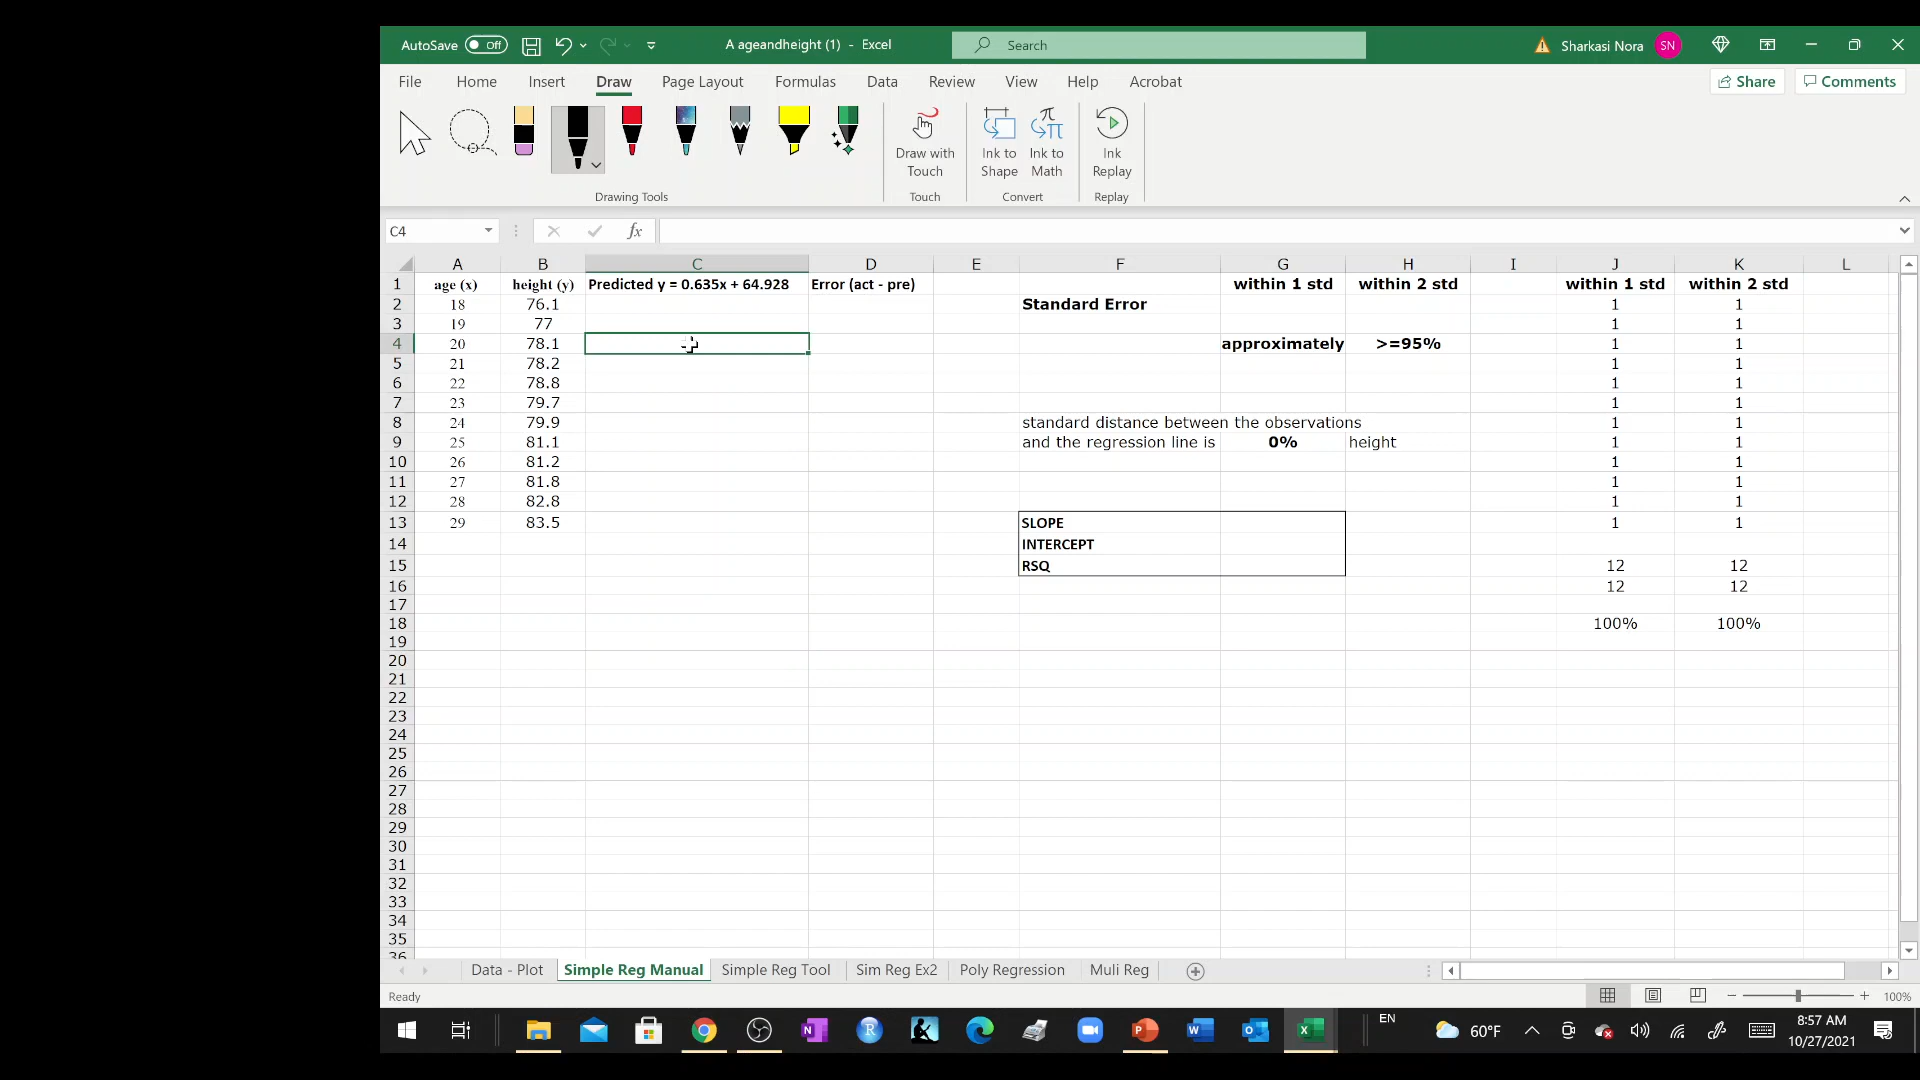 AutoSave Off A ageandheight (1) - Excel Search Sharkasi Nora SN
File Home Insert Draw Page Layout Formulas Data Review View Help Acrobat Share Comments
Draw with Touch Ink to Shape Ink to Math Ink Replay
Drawing Tools Touch Convert Replay
C4 fx
A B C D E F G H I J K L
1 age (x) height (y) Predicted y = 0.635x + 64.928 Error (act - pre) within 1 std within 2 std within 1 std within 2 std
2 18 76.1 Standard Error 1 1
3 19 77 1 1
4 20 78.1 approximately >=95% 1 1
5 21 78.2 1 1
6 22 78.8 1 1
7 23 79.7 1 1
8 24 79.9 standard distance between the observations 1 1
9 25 81.1 and the regression line is 0% height 1 1
10 26 81.2 1 1
11 27 81.8 1 1
12 28 82.8 1 1
13 29 83.5 SLOPE 1 1
14 INTERCEPT
15 RSQ 12 12
16 12 12
17
18 100% 100%
19
20
21
22
23
24
25
26
27
28
29
30
31
32
33
34
35
36
Data - Plot Simple Reg Manual Simple Reg Tool Sim Reg Ex2 Poly Regression Muli Reg
Ready 100%
EN 60°F 8:57 AM
10/27/2021